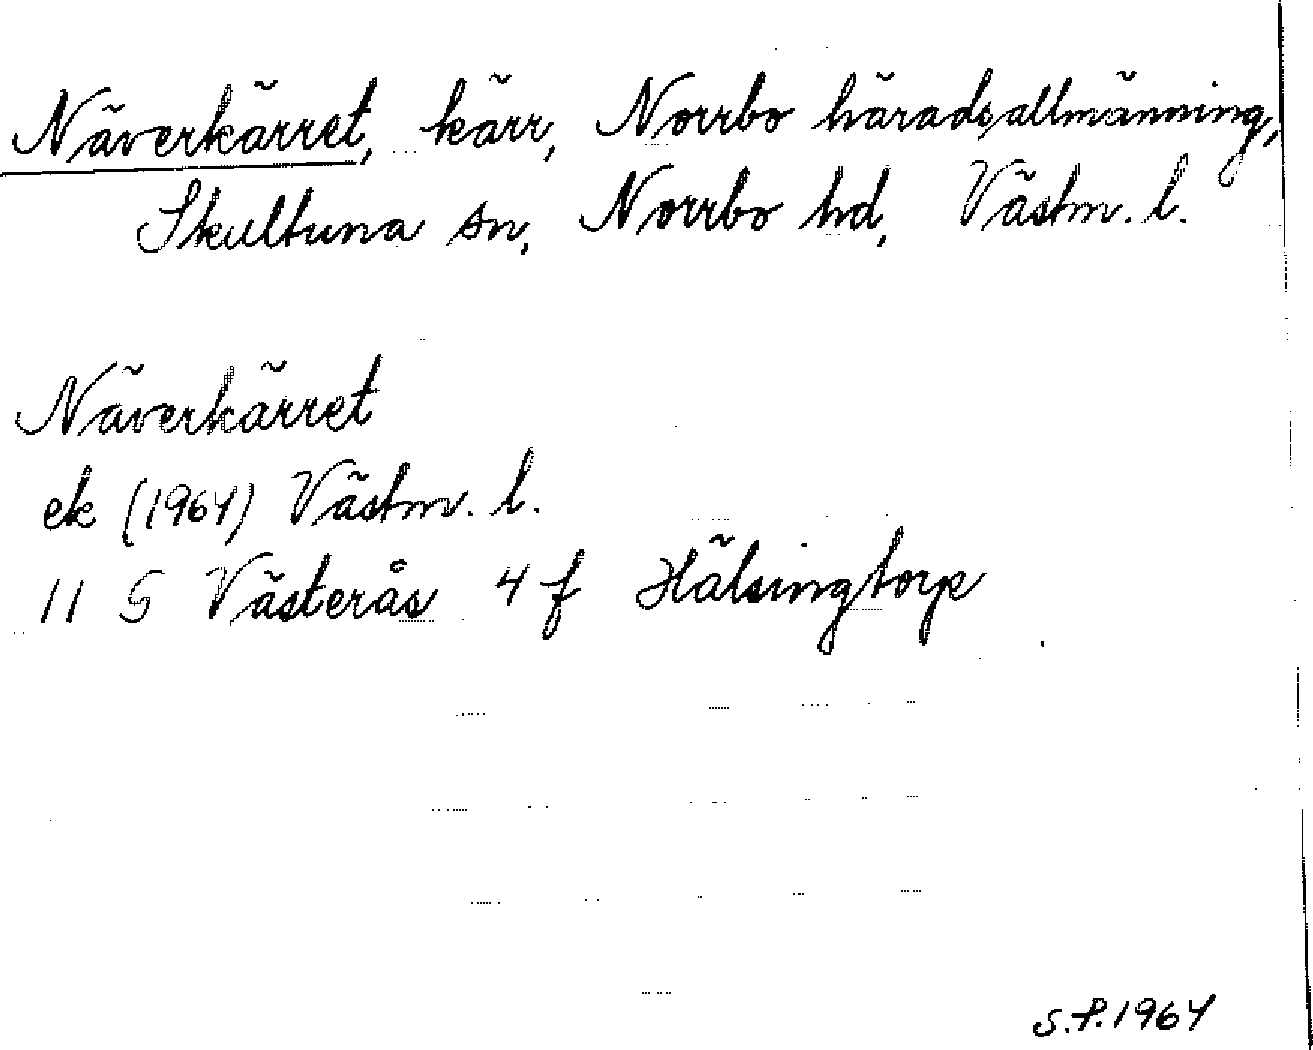 Näverkärret, kärr, Norrbo häradsallmänning,
Skultuna sn, Norrbo hd, Västm. l.
Näverkärret
ek (1964) Västm. l.
11 G Västerås 4 f Hälsingtorp
S.P. 1964